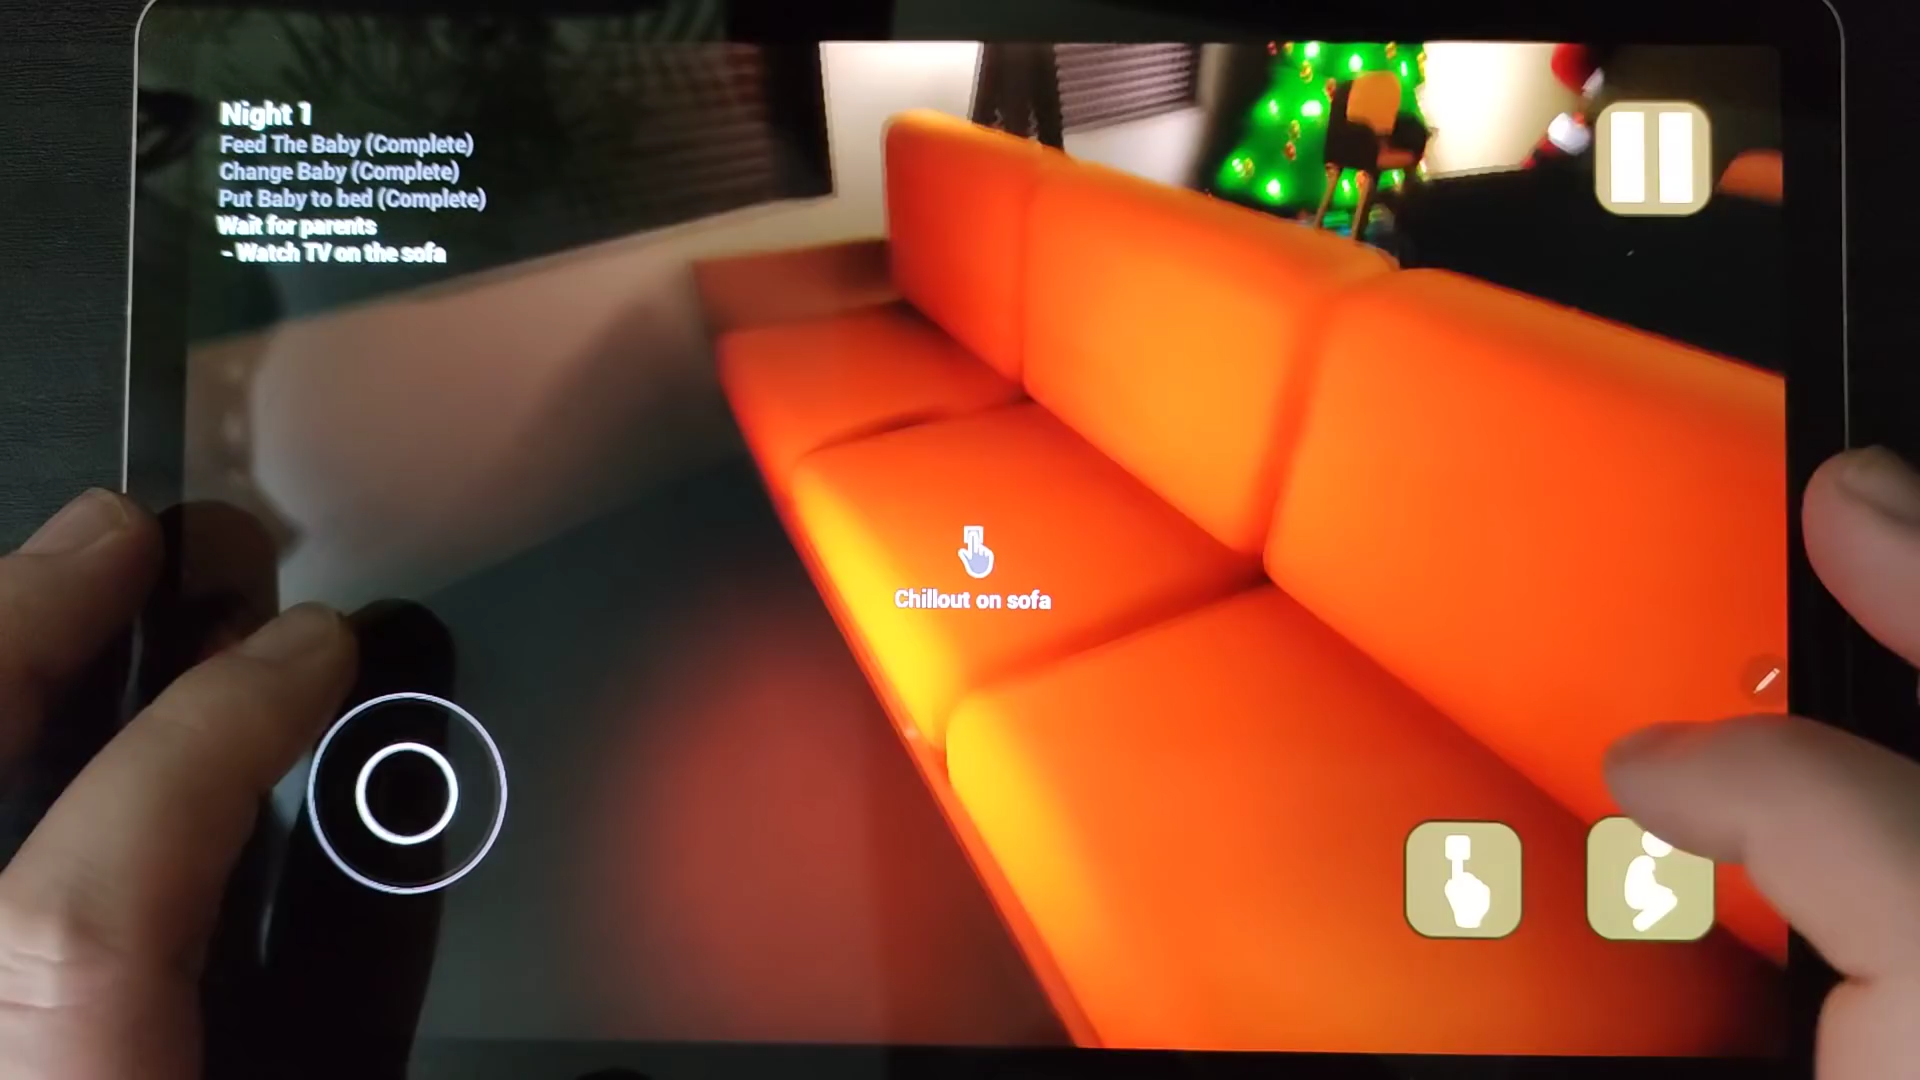 Night 1
Feed The Baby (Complete)
Change Baby (Complete)
Put Baby to bed (Complete)
Wait for parents
- Watch TV on the sofa
Chillout on sofa